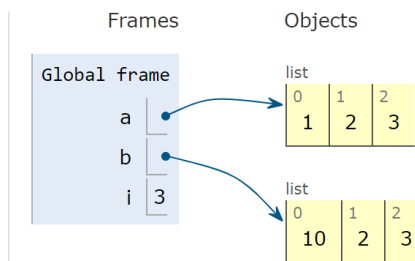 Frames Objects
Global frame
a
b
i 3
list
0 1 2
1 2 3
list
0 1 2
10 2 3